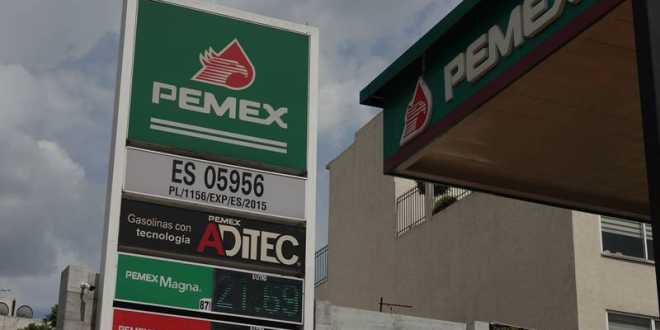 PEMEX
ES 05956
PL/1156/EXP/ES/2015
Gasolinas con
tecnología
PEMEX
ADiTEC
PEMEX Magna
87
21.69
PEMEX